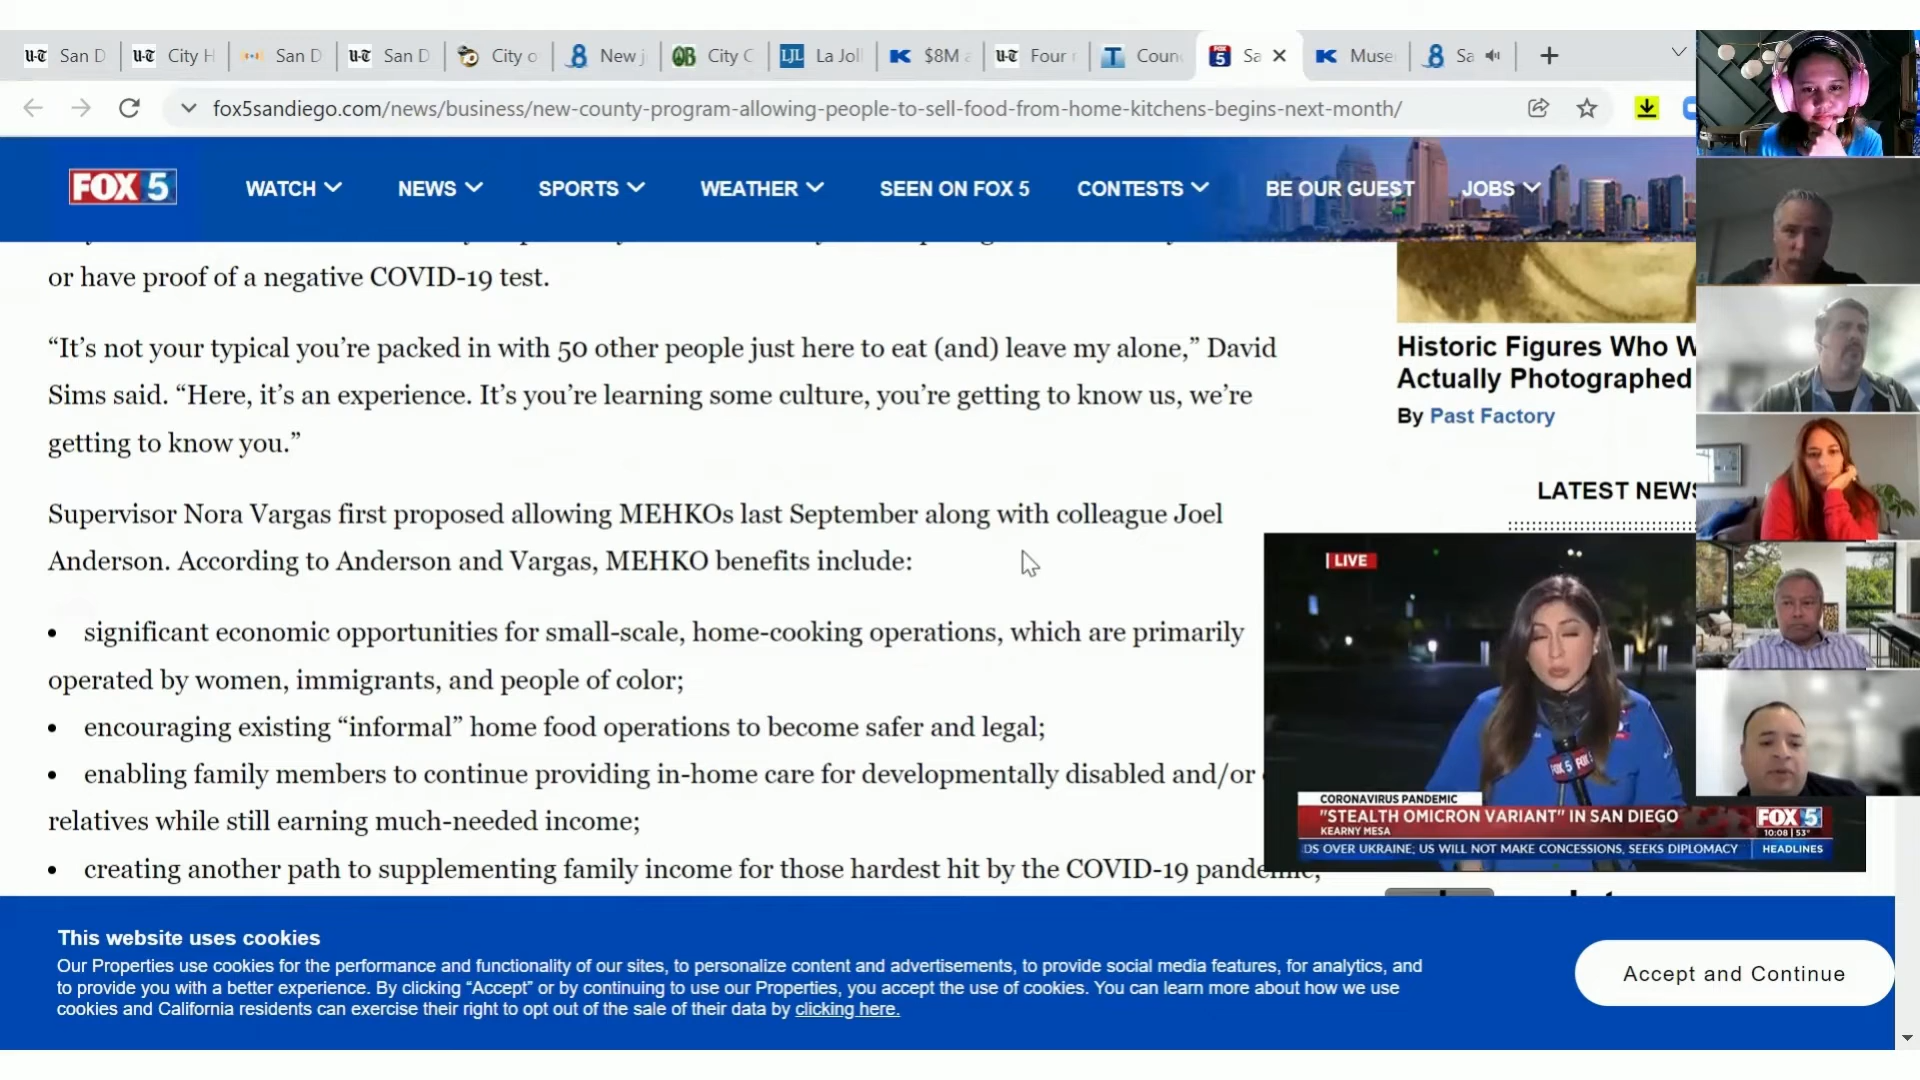 San D
City H
San D
San D
City o
New j
City C
La Jol
$8M a
Four r
Coun
Sa
Muse
Sa
fox5sandiego.com/news/business/new-county-program-allowing-people-to-sell-food-from-home-kitchens-begins-next-month/
FOX 5
WATCH
NEWS
SPORTS
WEATHER
SEEN ON FOX 5
CONTESTS
BE OUR GUEST
JOBS
or have proof of a negative COVID-19 test.
“It’s not your typical you’re packed in with 50 other people just here to eat (and) leave my alone,” David
Sims said. “Here, it’s an experience. It’s you’re learning some culture, you’re getting to know us, we’re
getting to know you.”
Supervisor Nora Vargas first proposed allowing MEHKOs last September along with colleague Joel
Anderson. According to Anderson and Vargas, MEHKO benefits include:
• significant economic opportunities for small-scale, home-cooking operations, which are primarily
operated by women, immigrants, and people of color;
• encouraging existing “informal” home food operations to become safer and legal;
• enabling family members to continue providing in-home care for developmentally disabled and/or
relatives while still earning much-needed income;
• creating another path to supplementing family income for those hardest hit by the COVID-19 pandemic;
Historic Figures Who W
Actually Photographed
By Past Factory
LATEST NEWS
LIVE
FOX 5 FOX 5
CORONAVIRUS PANDEMIC
"STEALTH OMICRON VARIANT" IN SAN DIEGO
KEARNY MESA
DS OVER UKRAINE; US WILL NOT MAKE CONCESSIONS, SEEKS DIPLOMACY
FOX 5
10:08 | 53°
HEADLINES
This website uses cookies
Our Properties use cookies for the performance and functionality of our sites, to personalize content and advertisements, to provide social media features, for analytics, and
to provide you with a better experience. By clicking “Accept” or by continuing to use our Properties, you accept the use of cookies. You can learn more about how we use
cookies and California residents can exercise their right to opt out of the sale of their data by clicking here.
Accept and Continue